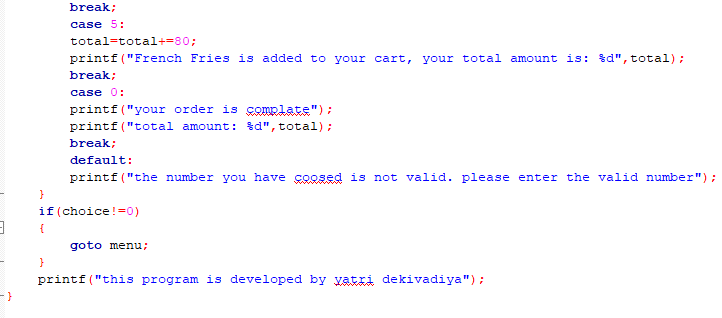 break;
case 5:
total=total+=80;
printf("French Fries is added to your cart, your total amount is: %d",total);
break;
case 0:
printf("your order is complate");
printf("total amount: %d",total);
break;
default:
printf("the number you have coosed is not valid. please enter the valid number");
}
if(choice!=0)
{
goto menu;
}
printf("this program is developed by yatri dekivadiya");
}